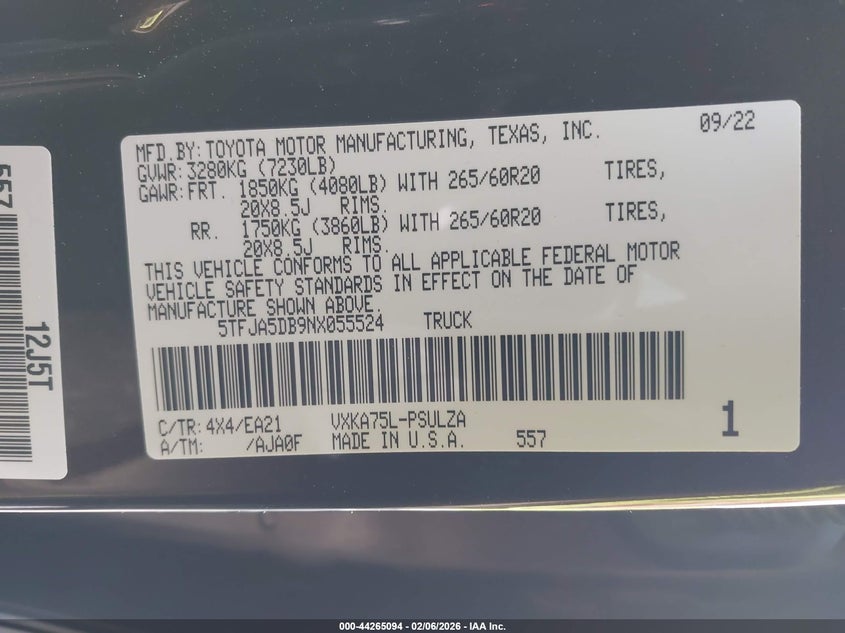 MFD.BY:TOYOTA MOTOR MANUFACTURING, TEXAS, INC. 09/22
GVWR:3280KG (7230LB)
GAWR:FRT. 1850KG (4080LB) WITH 265/60R20 TIRES,
20X8.5J RIMS.
RR. 1750KG (3860LB) WITH 265/60R20 TIRES,
20X8.5J RIMS.
THIS VEHICLE CONFORMS TO ALL APPLICABLE FEDERAL MOTOR
VEHICLE SAFETY STANDARDS IN EFFECT ON THE DATE OF
MANUFACTURE SHOWN ABOVE.
5TFJA5DB9NX055524 TRUCK
C/TR:4X4/EA21 VXKA75L-PSULZA
A/TM: /AJA0F MADE IN U.S.A. 557
1
557
12J5T
000-44265094 - 02/06/2026 - IAA Inc.